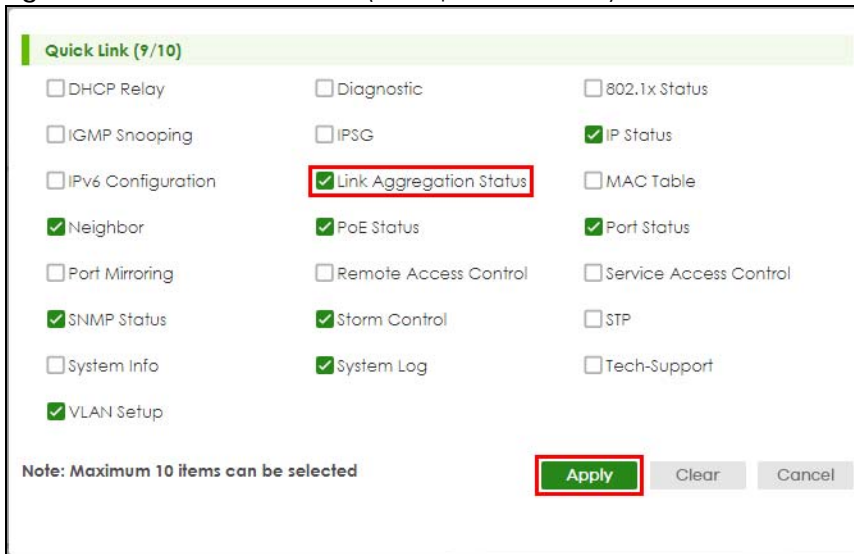 Quick Link (9/10)
DHCP Relay Diagnostic 802.1x Status
IGMP Snooping IPSG IP Status
IPv6 Configuration Link Aggregation Status MAC Table
Neighbor PoE Status Port Status
Port Mirroring Remote Access Control Service Access Control
SNMP Status Storm Control STP
System Info System Log Tech-Support
VLAN Setup
Note: Maximum 10 items can be selected Apply Clear Cancel